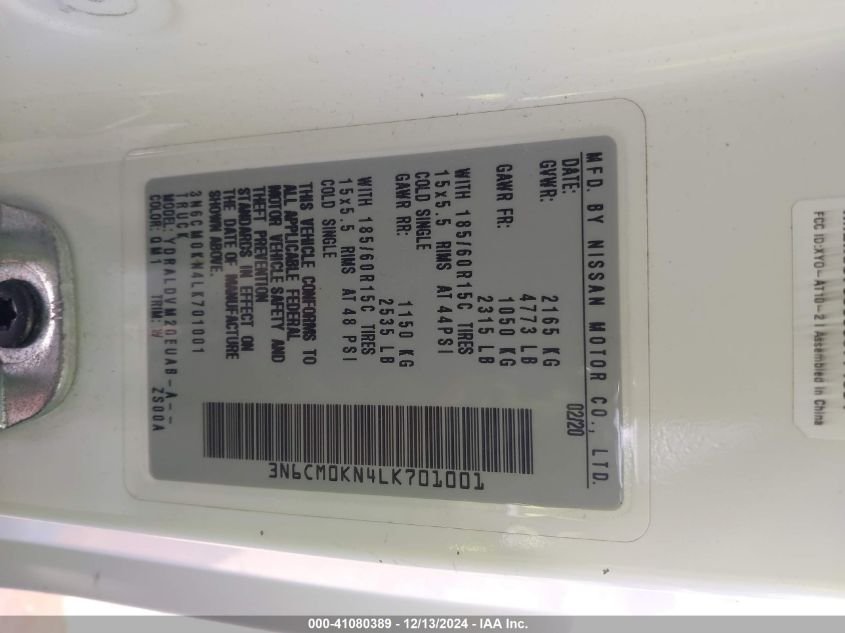 MFD. BY NISSAN MOTOR CO., LTD.
DATE: 02/20
GVWR: 2165 KG
4773 LB
GAWR FR: 1050 KG
2315 LB
WITH 185/60R15C TIRES
15x5.5 RIMS AT 44PSI
COLD SINGLE
GAWR RR: 1150 KG
2535 LB
WITH 185/60R15C TIRES
15x5.5 RIMS AT 48 PSI
COLD SINGLE
THIS VEHICLE CONFORMS TO
ALL APPLICABLE FEDERAL
MOTOR VEHICLE SAFETY AND
THEFT PREVENTION
STANDARDS IN EFFECT ON
THE DATE OF MANUFACTURE
SHOWN ABOVE.
3N6CM0KN4LK701001
TRUCK
MODEL: YURALDVM20EUAB-A--
COLOR: QM1 TRIM: W ZS00A
3N6CM0KN4LK701001
FCC ID:XYO-AT10-2 I Assembled in China
000-41080389 - 12/13/2024 - IAA Inc.